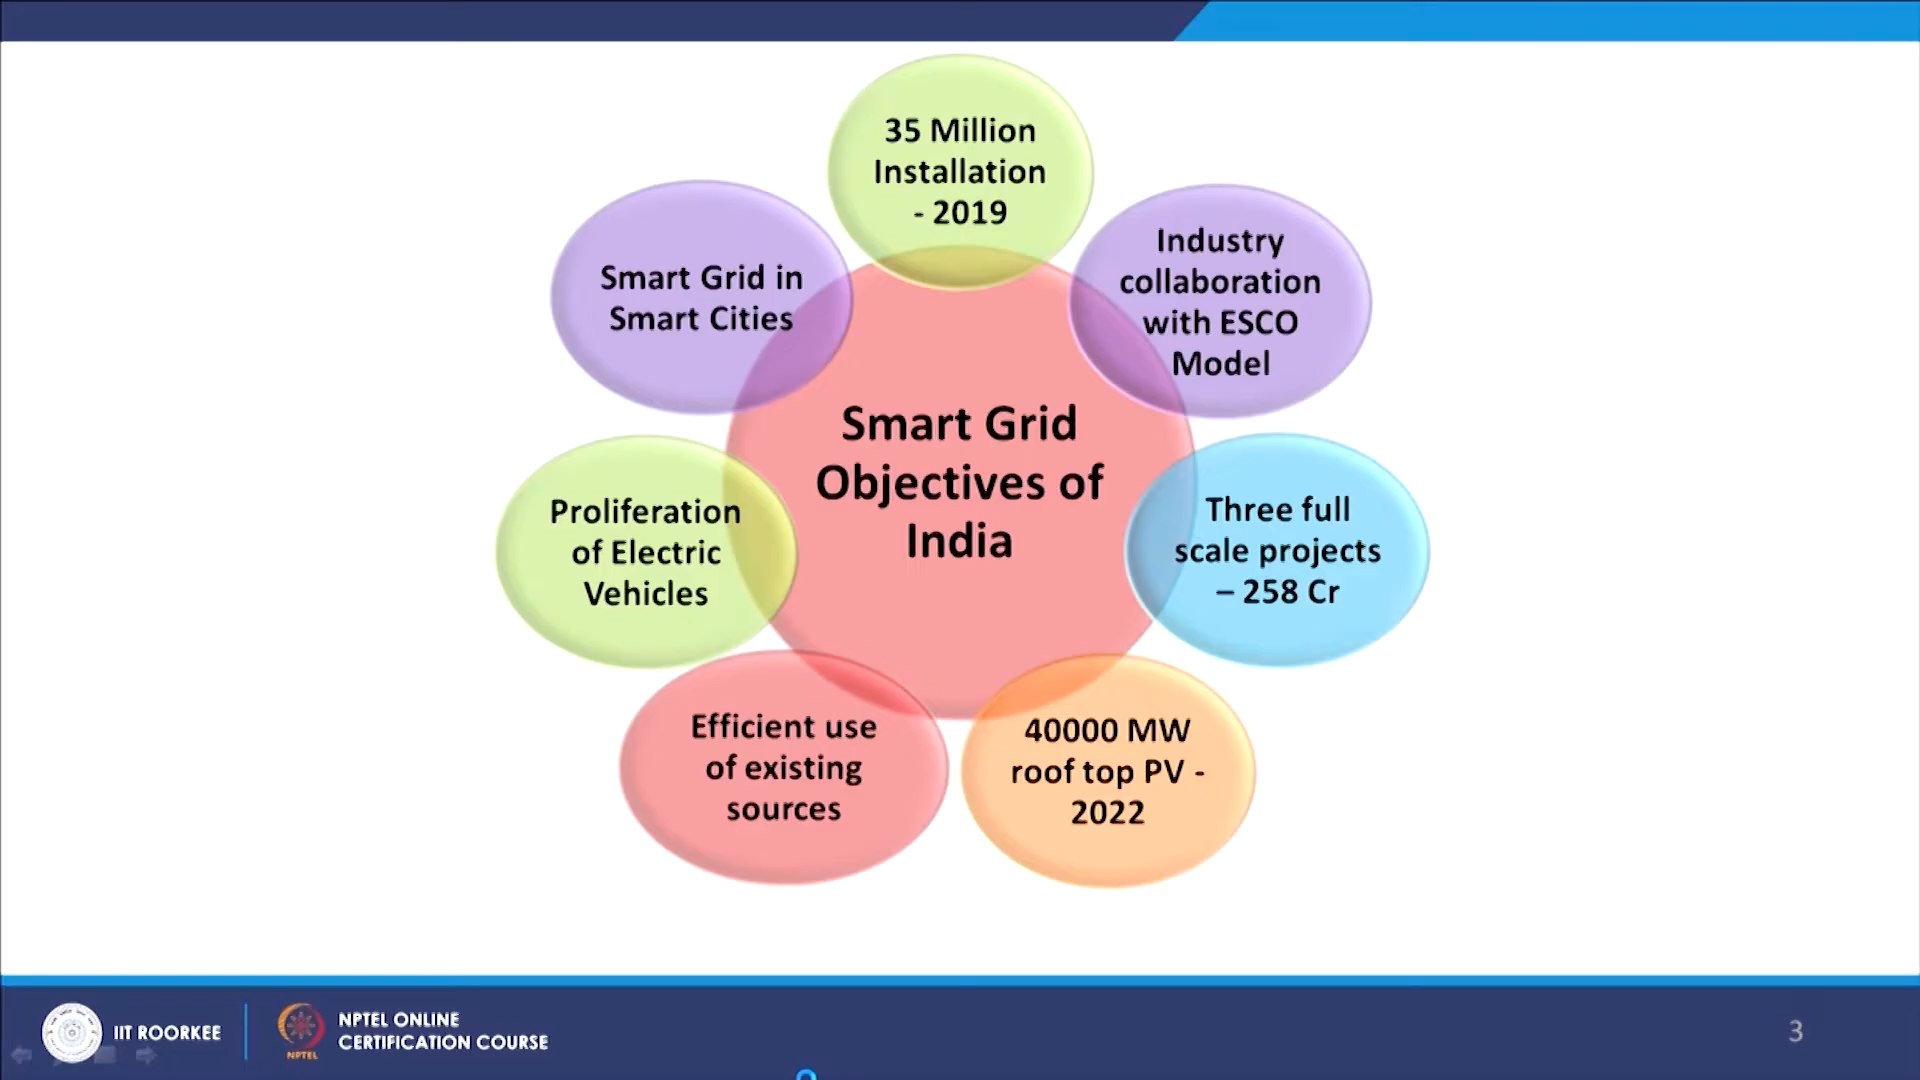 35 Million
Installation
- 2019
Industry
collaboration
with ESCO
Model
Three full
scale projects
– 258 Cr
40000 MW
roof top PV -
2022
Efficient use
of existing
sources
Proliferation
of Electric
Vehicles
Smart Grid in
Smart Cities
Smart Grid
Objectives of
India
IIT ROORKEE
NPTEL
NPTEL ONLINE
CERTIFICATION COURSE
3